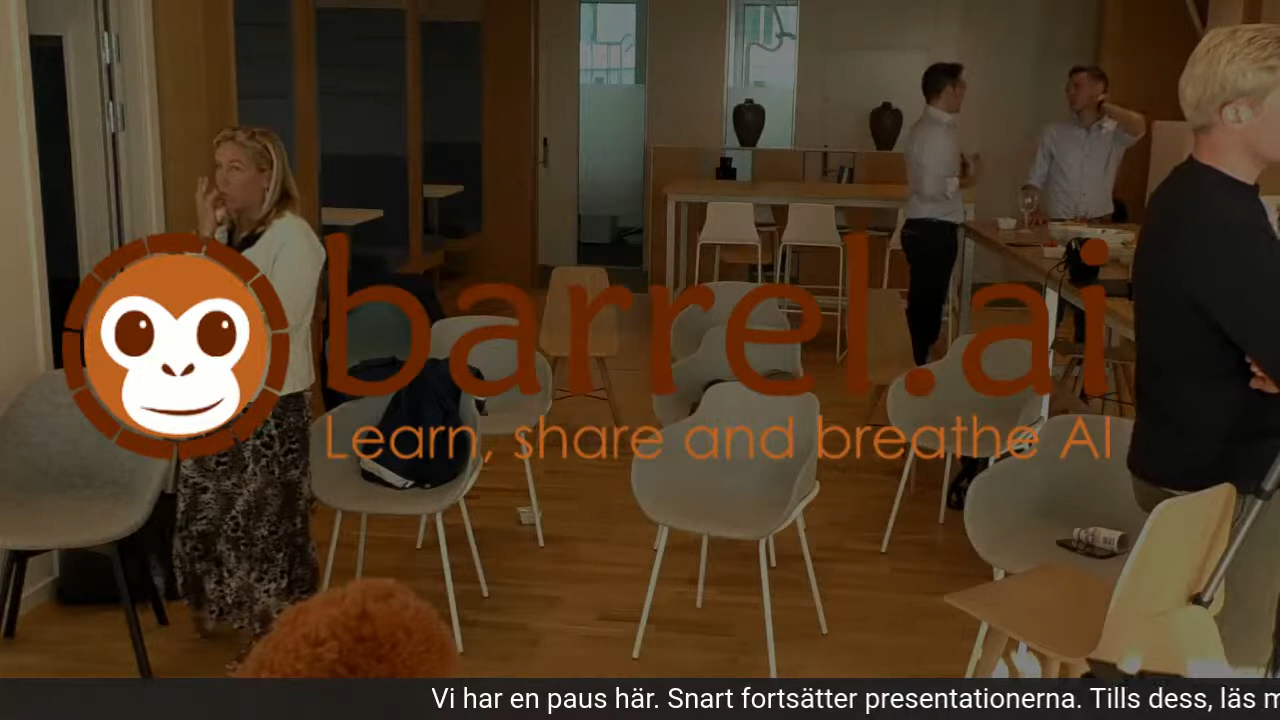 barrel.ai
Learn, share and breathe AI
Vi har en paus här. Snart fortsätter presentationerna. Tills dess, läs